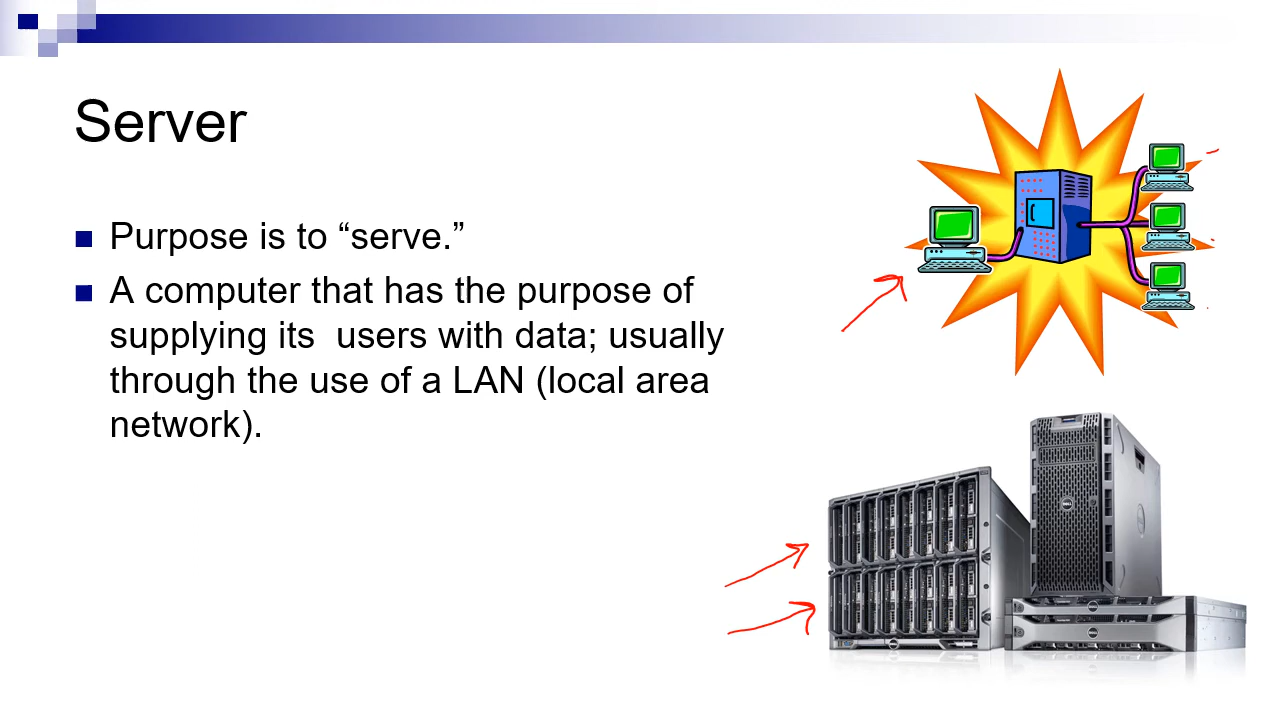 Server
Purpose is to “serve.”
A computer that has the purpose of
supplying its  users with data; usually
through the use of a LAN (local area
network).